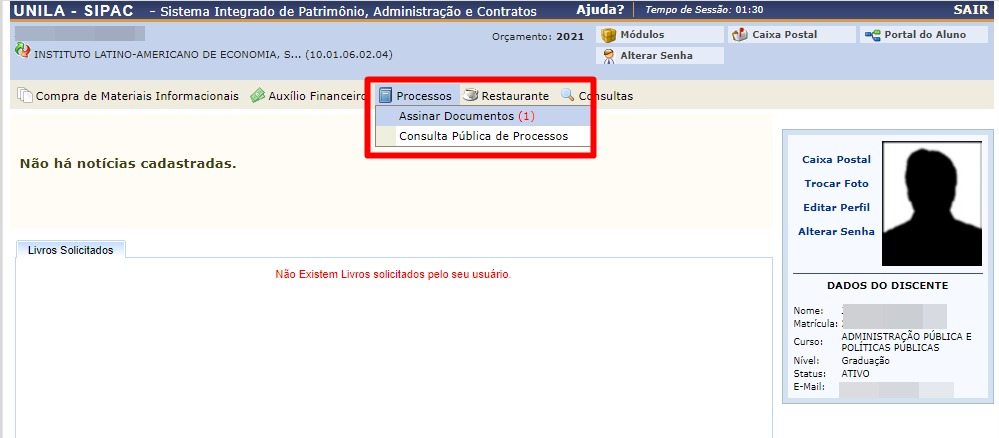 UNILA - SIPAC - Sistema Integrado de Patrimônio, Administração e Contratos Ajuda? Tempo de Sessão: 01:30 SAIR
Orçamento: 2021 Módulos Caixa Postal Portal do Aluno
INSTITUTO LATINO-AMERICANO DE ECONOMIA, S... (10.01.06.02.04)
Alterar Senha
Compra de Materiais Informacionais Auxílio Financeiro Processos Restaurante Consultas
Assinar Documentos (1)
Consulta Pública de Processos
Não há notícias cadastradas.
Caixa Postal
Trocar Foto
Editar Perfil
Alterar Senha
Livros Solicitados
Não Existem Livros solicitados pelo seu usuário.
DADOS DO DISCENTE
Nome:
Matrícula:
Curso: ADMINISTRAÇÃO PÚBLICA E
POLÍTICAS PÚBLICAS
Nível: Graduação
Status: ATIVO
E-Mail: